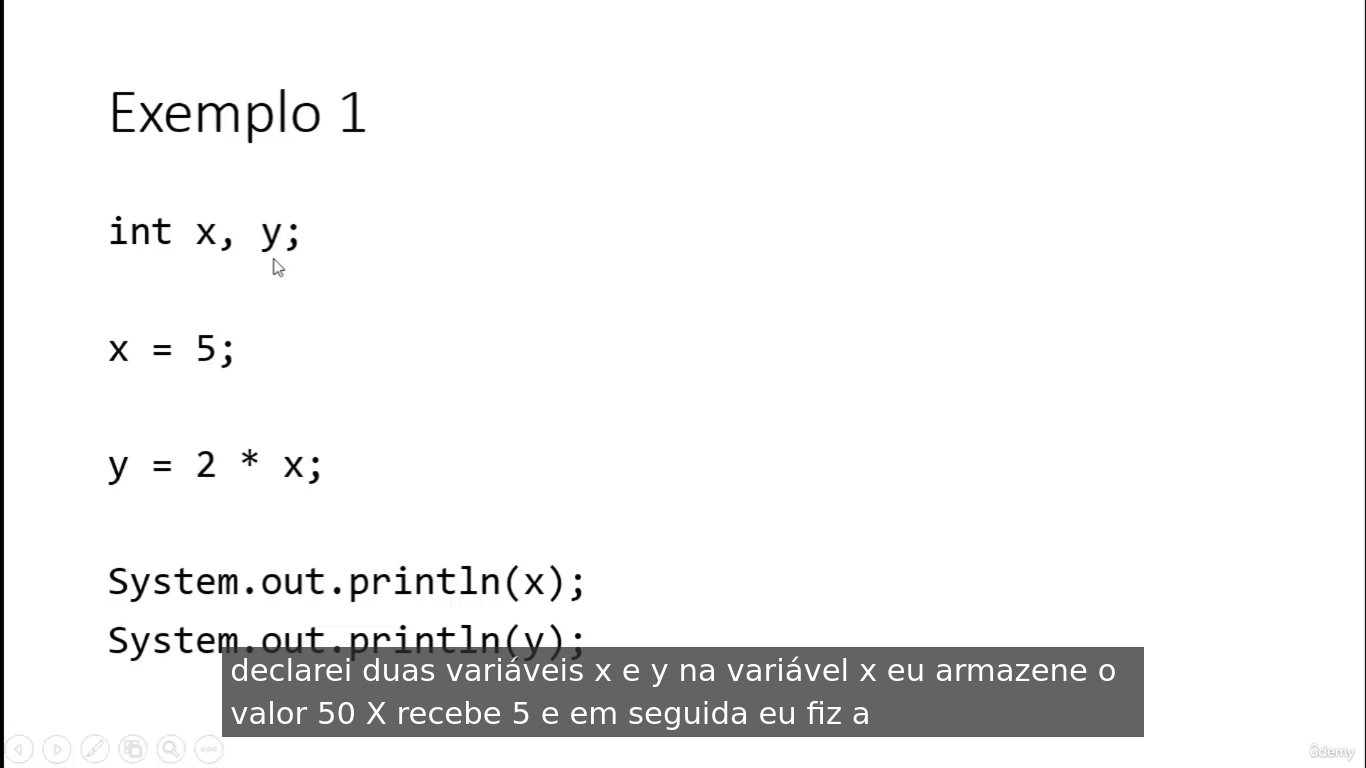 Exemplo 1
int x, y;
x = 5;
y = 2 * x;
System.out.println(x);
System.out.println(y);
declarei duas variáveis x e y na variável x eu armazene o
valor 50 X recebe 5 e em seguida eu fiz a
ûdemy